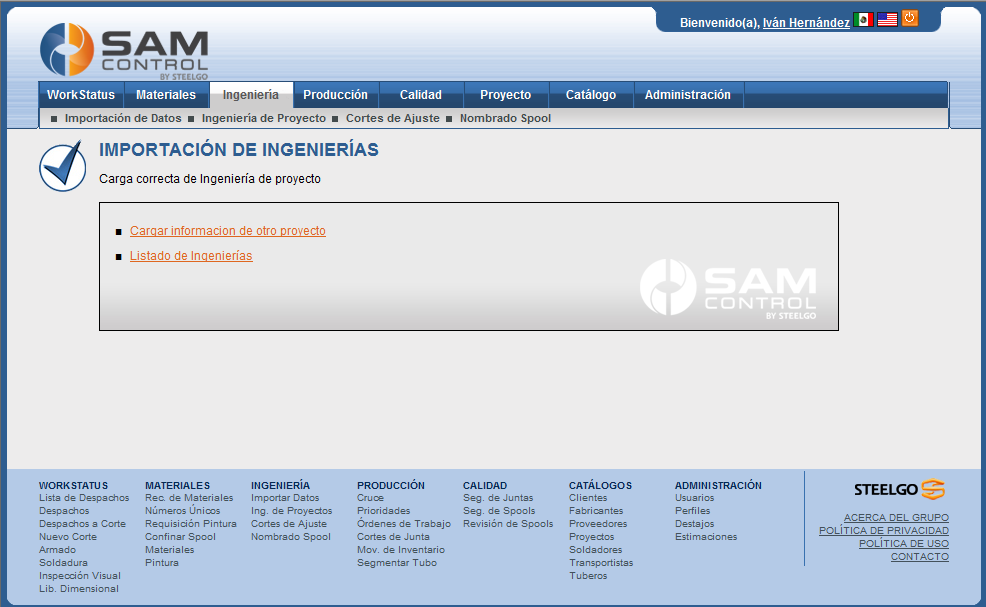 Bienvenido(a), Iván Hernández
SAM
CONTROL
BY STEELGO
WorkStatus Materiales Ingeniería Producción Calidad Proyecto Catálogo Administración
Importación de Datos Ingeniería de Proyecto Cortes de Ajuste Nombrado Spool
IMPORTACIÓN DE INGENIERÍAS
Carga correcta de Ingeniería de proyecto
Cargar informacion de otro proyecto
Listado de Ingenierías
SAM
CONTROL
BY STEELGO
WORKSTATUS
Lista de Despachos
Despachos
Despachos a Corte
Nuevo Corte
Armado
Soldadura
Inspección Visual
Lib. Dimensional
MATERIALES
Rec. de Materiales
Números Únicos
Requisición Pintura
Confinar Spool
Materiales
Pintura
INGENIERÍA
Importar Datos
Ing. de Proyectos
Cortes de Ajuste
Nombrado Spool
PRODUCCIÓN
Cruce
Prioridades
Órdenes de Trabajo
Cortes de Junta
Mov. de Inventario
Segmentar Tubo
CALIDAD
Seg. de Juntas
Seg. de Spools
Revisión de Spools
CATÁLOGOS
Clientes
Fabricantes
Proveedores
Proyectos
Soldadores
Transportistas
Tuberos
ADMINISTRACIÓN
Usuarios
Perfiles
Destajos
Estimaciones
STEELGO
ACERCA DEL GRUPO
POLÍTICA DE PRIVACIDAD
POLÍTICA DE USO
CONTACTO